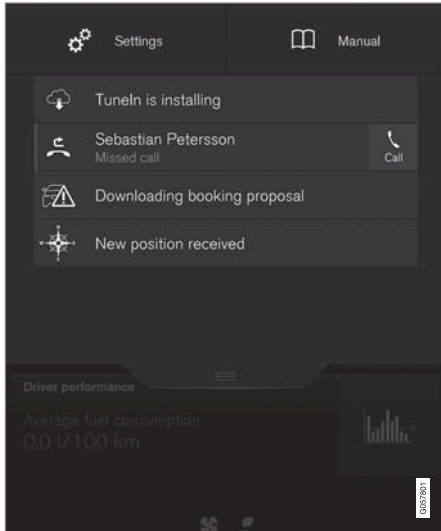 Settings
Manual
TuneIn is installing
Sebastian Petersson
Missed call
Call
Downloading booking proposal
New position received
Driver performance
Average fuel consumption
0,0 l/100 km
G057801